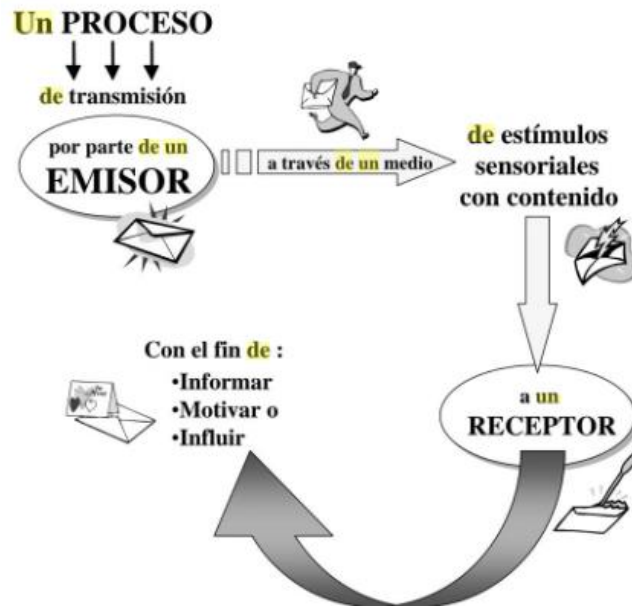 Un PROCESO
de transmisión
por parte de un
EMISOR
a través de un medio
de estímulos
sensoriales
con contenido
a un
RECEPTOR
Con el fin de :
•Informar
•Motivar o
•Influir